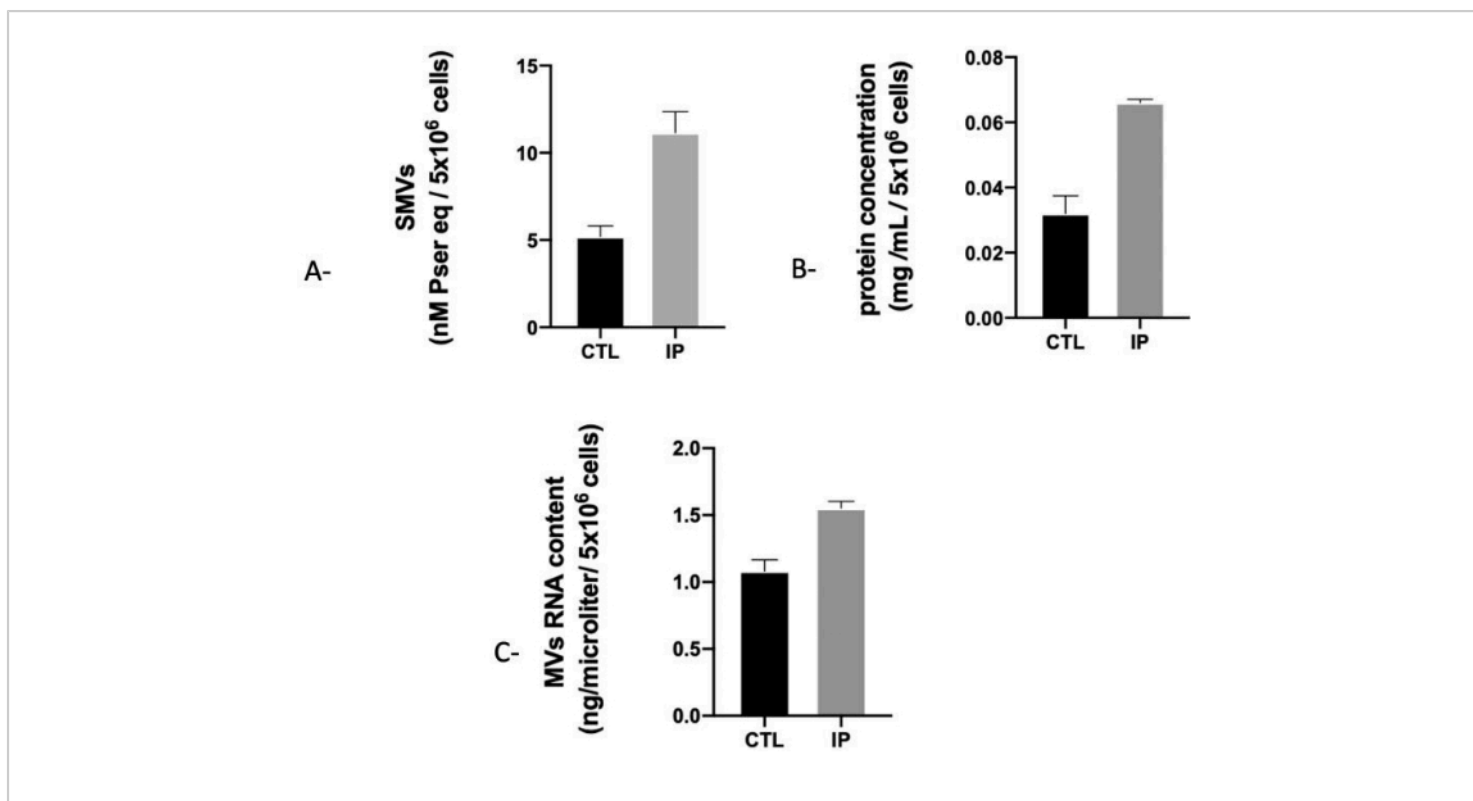 A-
SMVs
(nM Pser eq / 5x10⁶ cells)
15
10
5
0
CTL IP
B-
protein concentration
(mg /mL / 5x10⁶ cells)
0.08
0.06
0.04
0.02
0.00
CTL IP
C-
MVs RNA content
(ng/microliter/ 5x10⁶ cells)
2.0
1.5
1.0
0.5
0.0
CTL IP